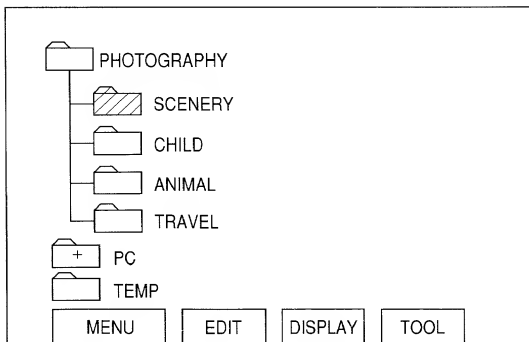 PHOTOGRAPHY
SCENERY
CHILD
ANIMAL
TRAVEL
+ PC
TEMP
MENU EDIT DISPLAY TOOL